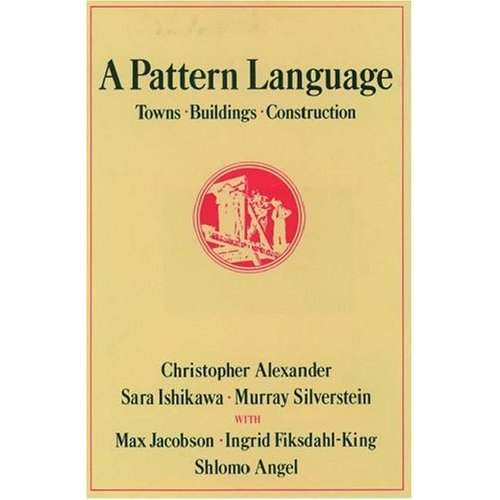 A Pattern Language
Towns · Buildings · Construction
Christopher Alexander
Sara Ishikawa · Murray Silverstein
WITH
Max Jacobson · Ingrid Fiksdahl-King
Shlomo Angel